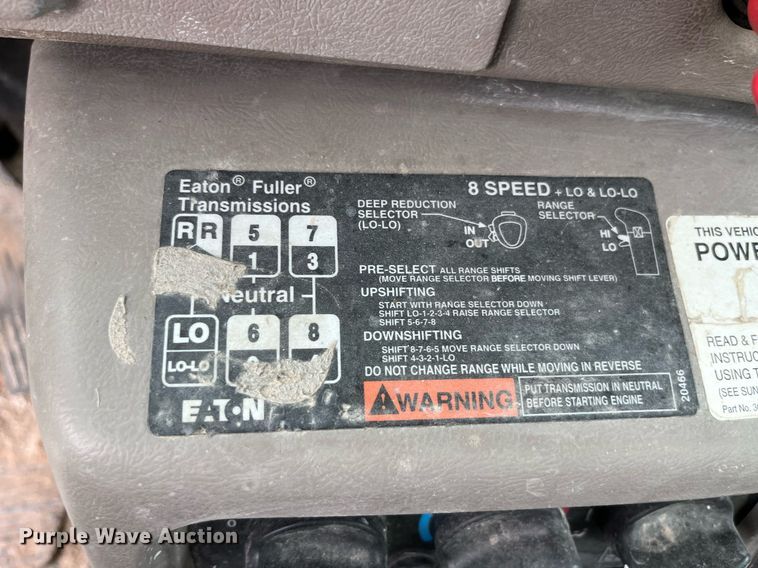 Eaton® Fuller®
Transmissions
8 SPEED + LO & LO-LO
DEEP REDUCTION
SELECTOR
(LO-LO)
IN
OUT
RANGE
SELECTOR
HI
LO
R R 5 7
1 3
Neutral
LO 6 8
LO-LO
EATON
PRE-SELECT ALL RANGE SHIFTS
(MOVE RANGE SELECTOR BEFORE MOVING SHIFT LEVER)
UPSHIFTING
START WITH RANGE SELECTOR DOWN
SHIFT LO-1-2-3-4 RAISE RANGE SELECTOR
SHIFT 5-6-7-8
DOWNSHIFTING
SHIFT 8-7-6-5 MOVE RANGE SELECTOR DOWN
SHIFT 4-3-2-1-LO
DO NOT CHANGE RANGE WHILE MOVING IN REVERSE
WARNING
PUT TRANSMISSION IN NEUTRAL
BEFORE STARTING ENGINE
20466
THIS VEHIC
POWE
READ & F
INSTRUC
USING T
(SEE SUN
Part No. 3
Purple Wave Auction